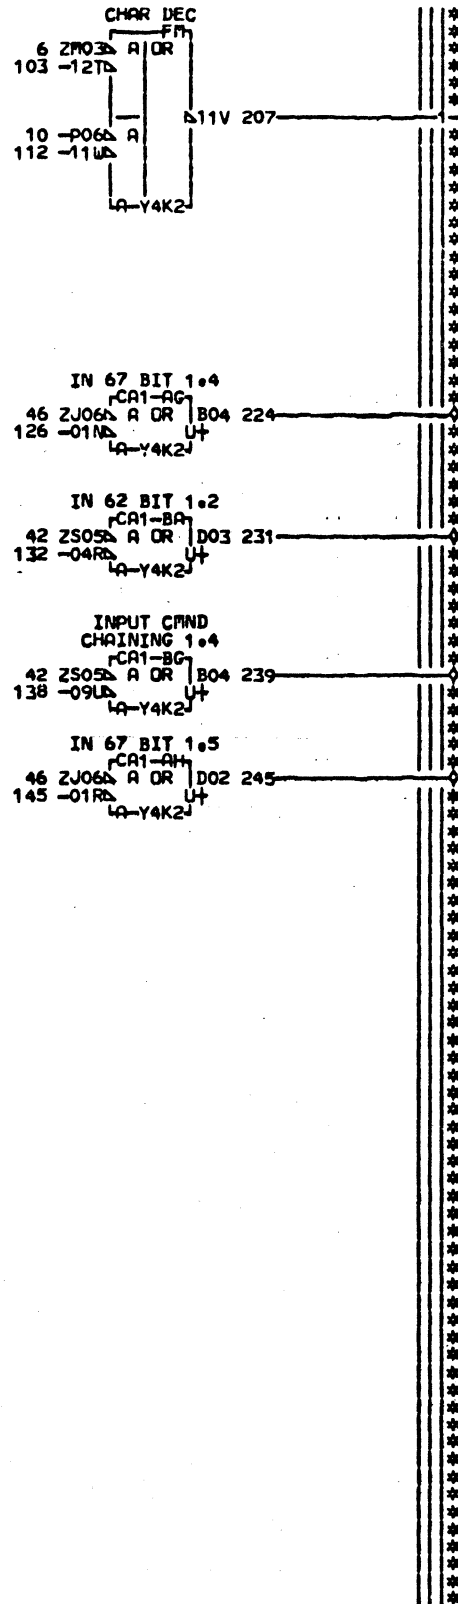 CHAR DEC
FM
6 ZM03 A OR
103 -12T
11V 207
10 -P06 A
112 -11W
A-Y4K2
IN 67 BIT 1.4
CA1-AG
46 ZJ06 A OR B04 224
126 -01N U+
A-Y4K2
IN 62 BIT 1.2
CA1-BA
42 ZS05 A OR D03 231
132 -04R U+
A-Y4K2
INPUT CMND
CHAINING 1.4
CA1-BG
42 ZS05 A OR B04 239
138 -09U U+
A-Y4K2
IN 67 BIT 1.5
CA1-AH
46 ZJ06 A OR D02 245
145 -01R U+
A-Y4K2